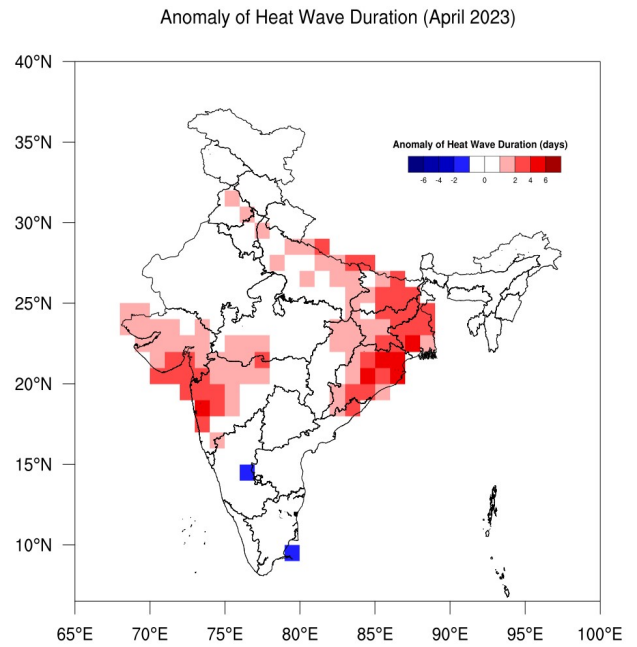 Anomaly of Heat Wave Duration (April 2023)
40°N
35°N
Anomaly of Heat Wave Duration (days)
-6 -4 -2 0 2 4 6
30°N
25°N
20°N
15°N
10°N
65°E 70°E 75°E 80°E 85°E 90°E 95°E 100°E